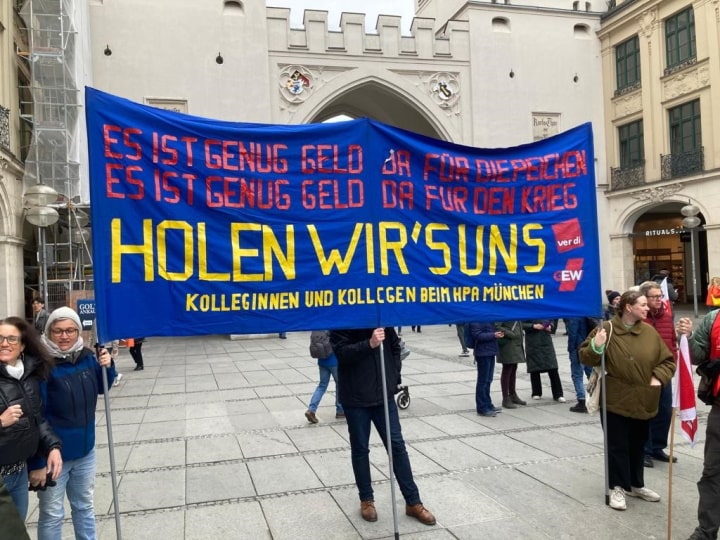 ES IST GENUG GELD DA FÜR DIE REICHEN
ES IST GENUG GELD DA FÜR DEN KRIEG
HOLEN WIR'S UNS
ver di
GEW
KOLLEGINNEN UND KOLLEGEN BEIM HPA MÜNCHEN
RITUALS...